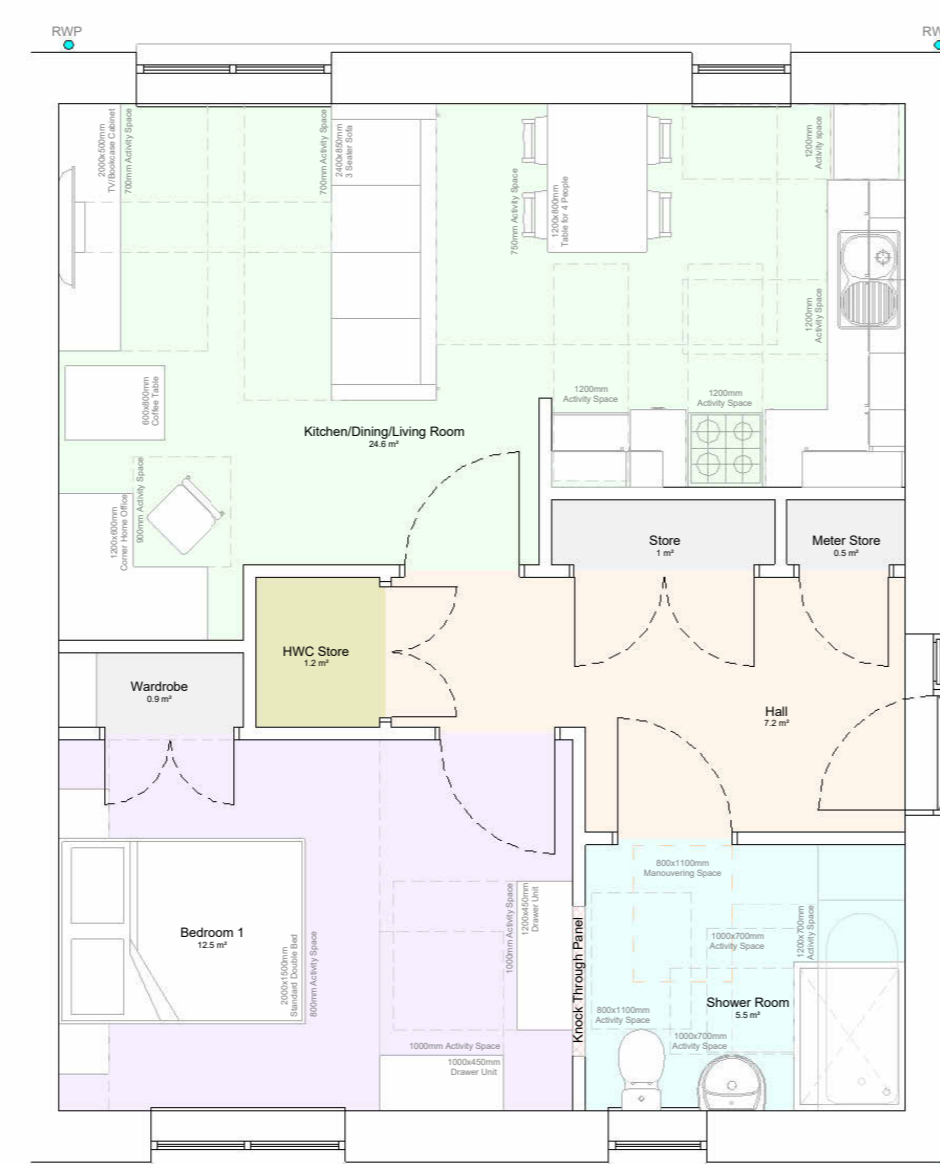 RWP
RW
2000x500mm
TV/Bookcase Cabinet
700mm Activity Space
700mm Activity Space
2400x850mm
3 Seater Sofa
750mm Activity Space
1200x800mm
Table for 4 People
1200mm
Activity space
1200mm
Activity Space
600x800mm
Coffee Table
1200mm
Activity Space
1200mm
Activity Space
Kitchen/Dining/Living Room
24.6 m²
900mm Activity Space
1200x600mm
Corner Home Office
Store
1 m²
Meter Store
0.5 m²
HWC Store
1.2 m²
Wardrobe
0.9 m²
Hall
7.2 m²
800x1100mm
Manouvering Space
Bedroom 1
12.5 m²
2000x1500mm
Standard Double Bed
800mm Activity Space
1000mm Activity Space
1200x450mm
Drawer Unit
Knock Through Panel
1000x700mm
Activity Space
1200x700mm
Activity Space
Shower Room
5.5 m²
800x1100mm
Activity Space
1000x700mm
Activity Space
1000mm Activity Space
1000x450mm
Drawer Unit